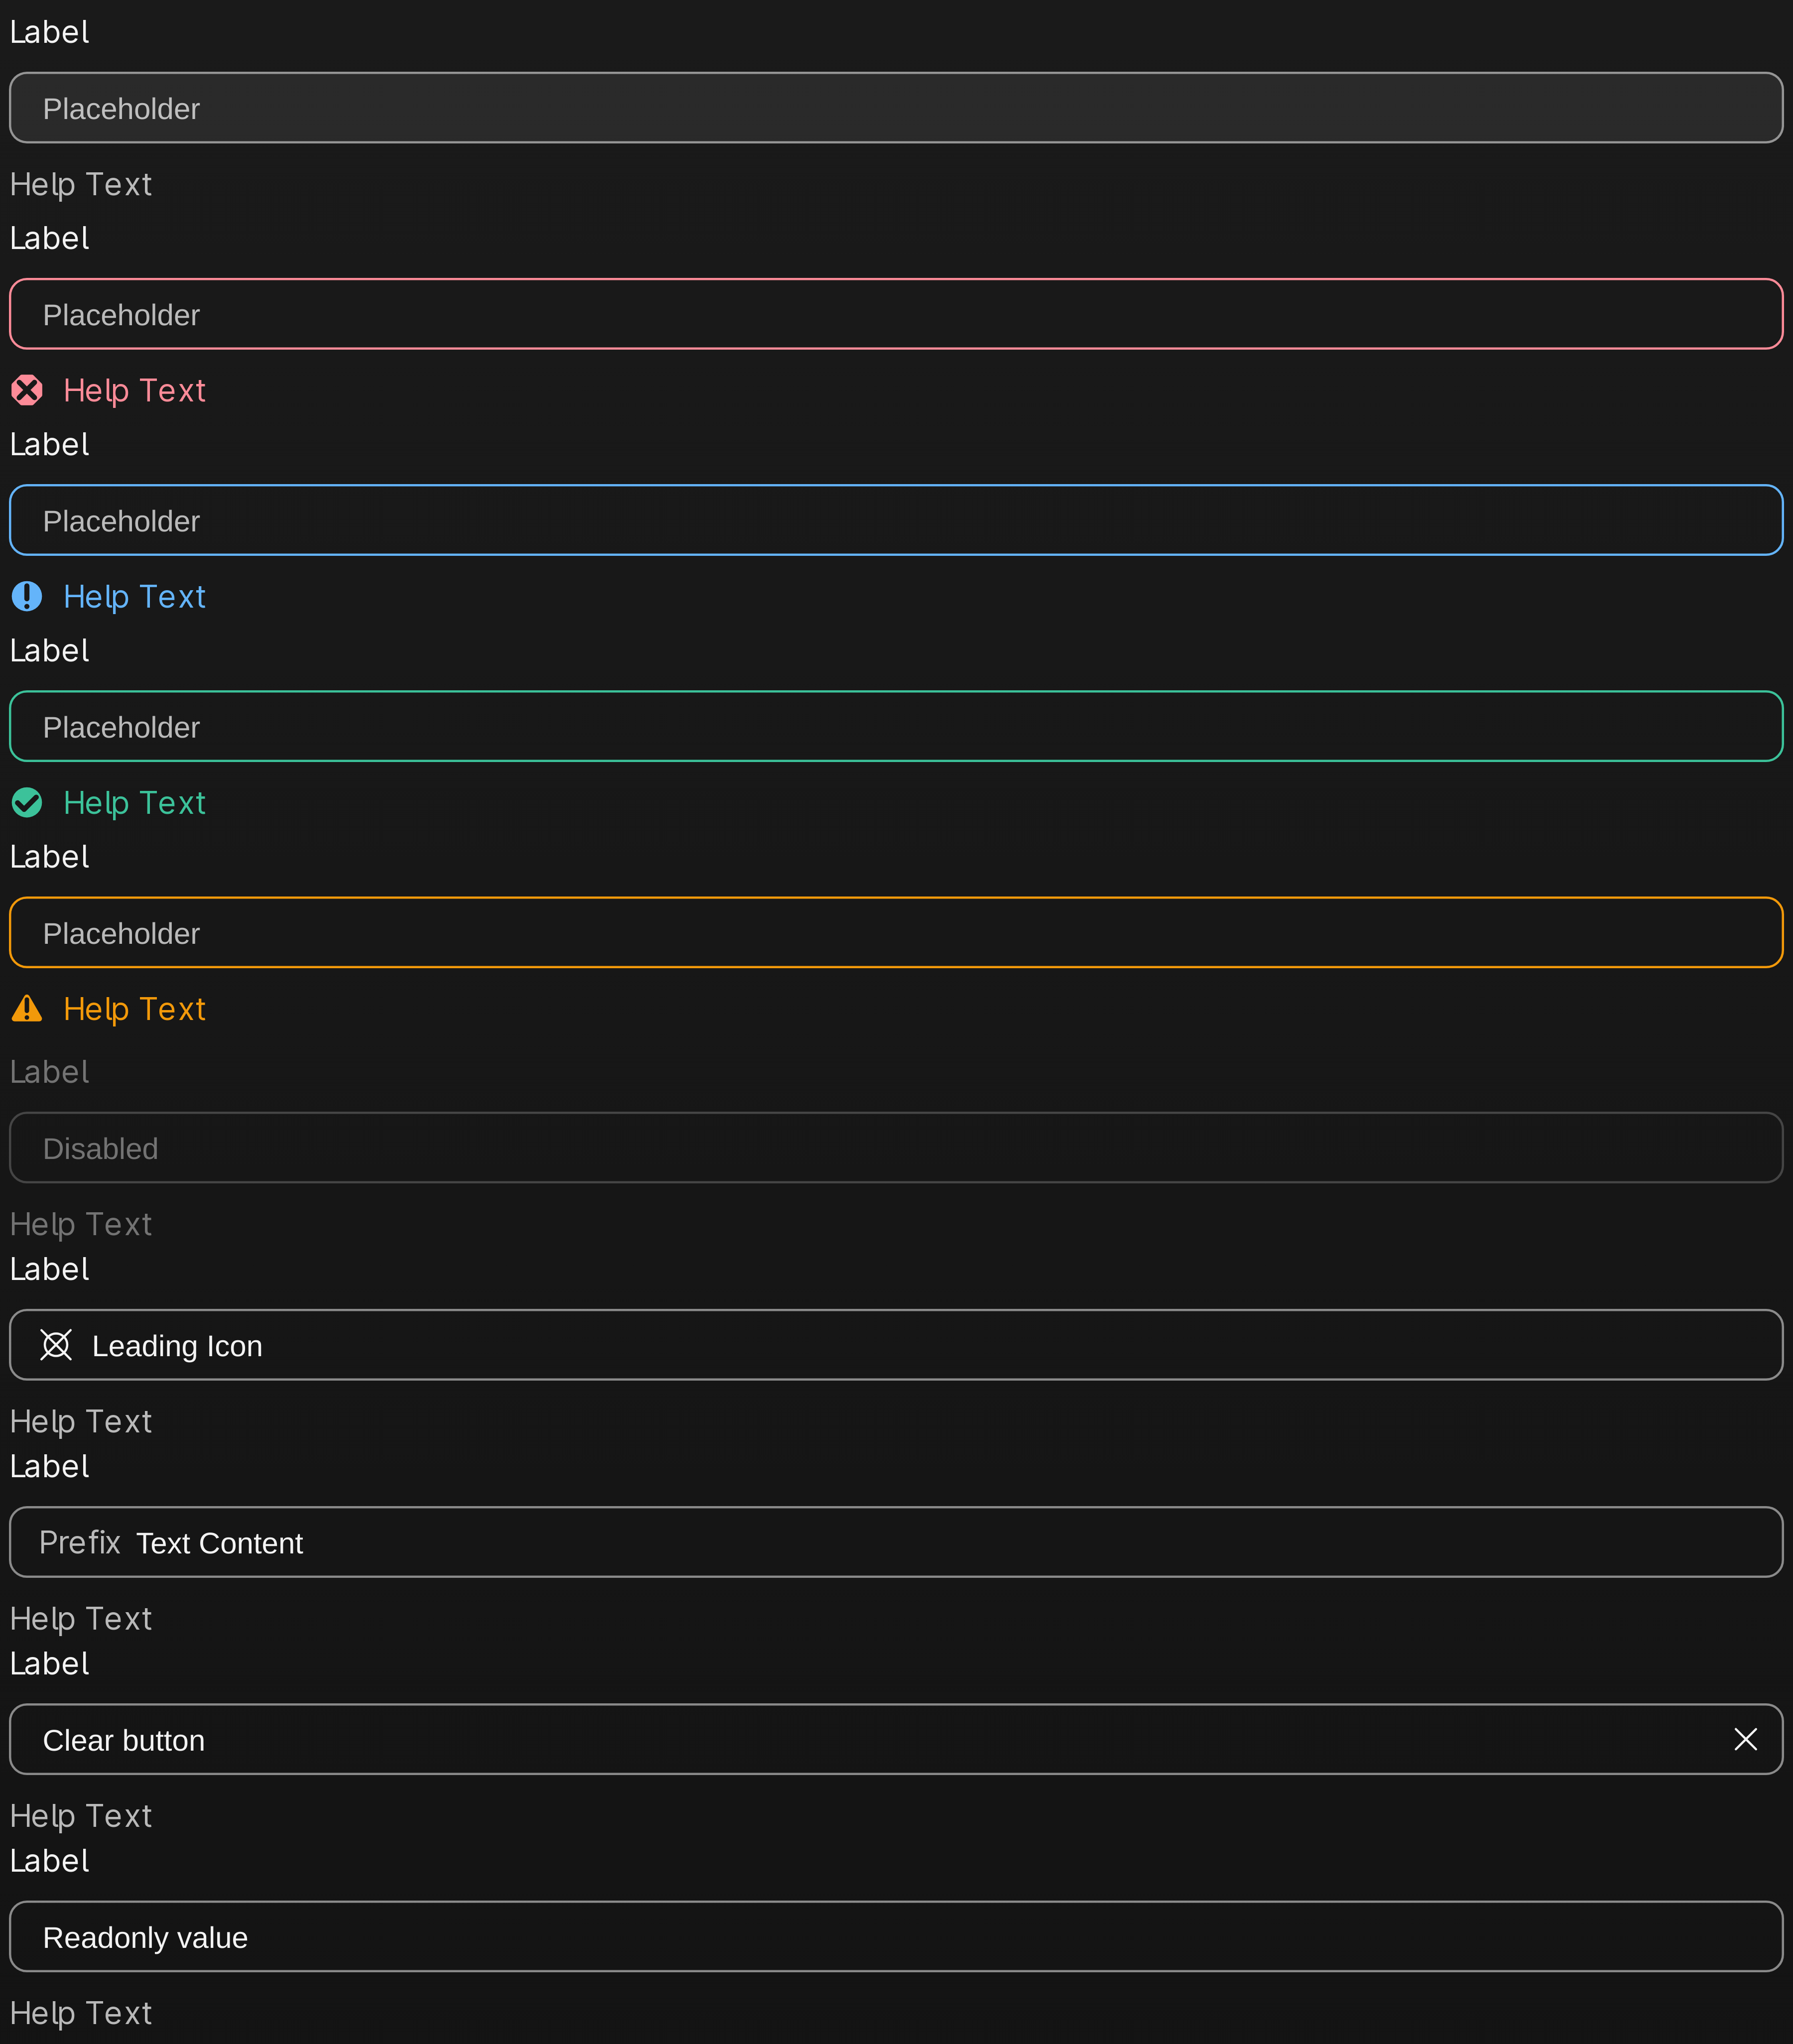 Label
Placeholder
Help Text
Label
Placeholder
Help Text
Label
Placeholder
Help Text
Label
Placeholder
Help Text
Label
Placeholder
Help Text
Label
Disabled
Help Text
Label
Leading Icon
Help Text
Label
Prefix Text Content
Help Text
Label
Clear button
Help Text
Label
Readonly value
Help Text